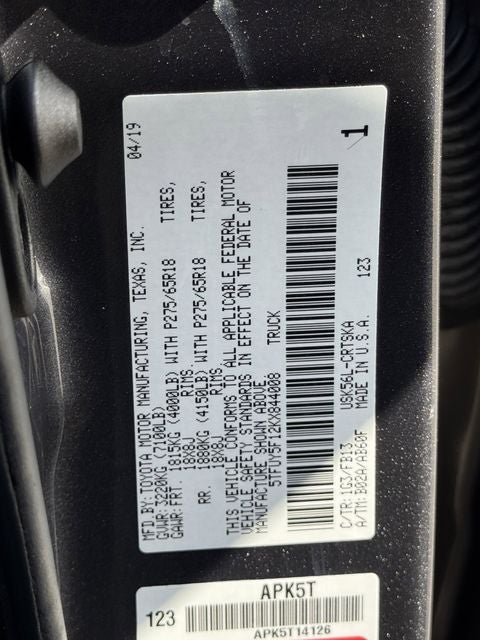 MFD.BY:TOYOTA MOTOR MANUFACTURING, TEXAS, INC. 04/19
GVWR:3220KG (7100LB)
GAWR:FRT. 1815KG (4000LB) WITH P275/65R18 TIRES,
18X8J RIMS.
RR. 1880KG (4150LB) WITH P275/65R18 TIRES,
18X8J RIMS.
THIS VEHICLE CONFORMS TO ALL APPLICABLE FEDERAL MOTOR
VEHICLE SAFETY STANDARDS IN EFFECT ON THE DATE OF
MANUFACTURE SHOWN ABOVE.
5TFUY5F12KX844008 TRUCK
C/TR:1G3/FB13 USK56L-CRTSKA 123
A/TM:B02A/AB60F MADE IN U.S.A.
1
APK5T
123
APK5T14126